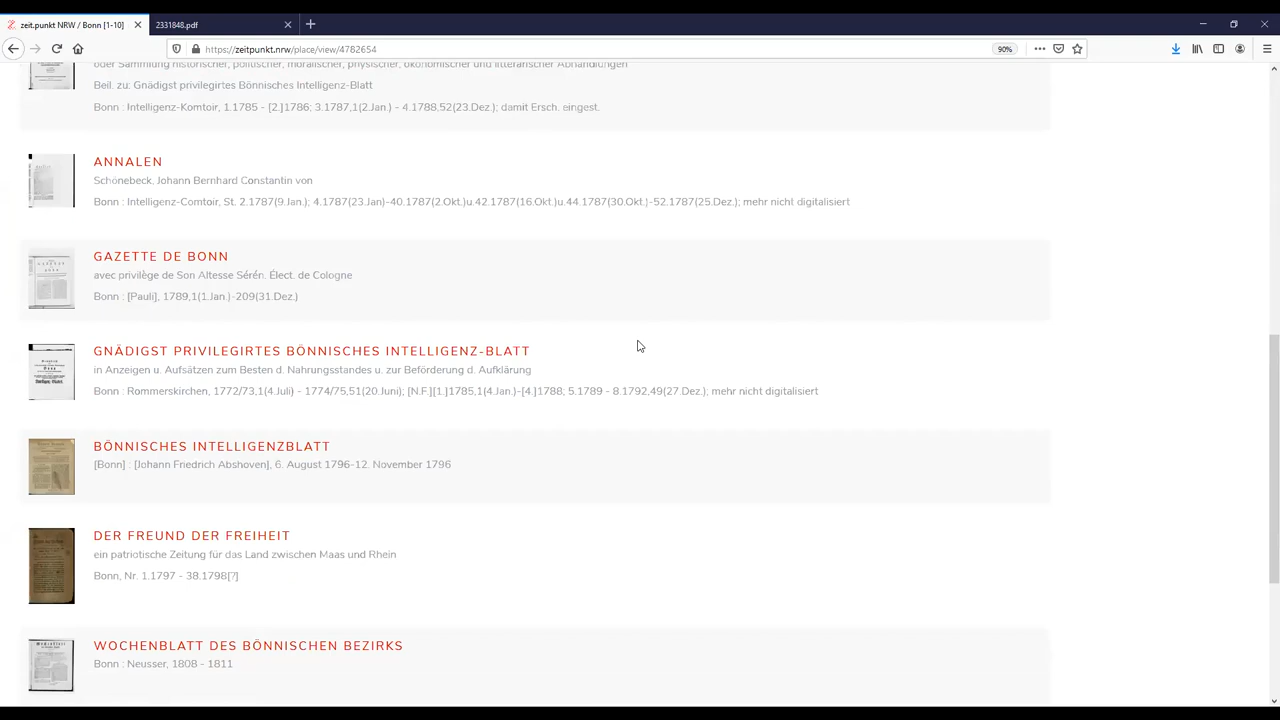 zeit.punkt NRW / Bonn [1-10]
2331848.pdf
https://zeitpunkt.nrw/place/view/4782654
90%
oder Sammlung historischer, politischer, moralischer, physischer, ökonomischer und litterarischer Abhandlungen
Beil. zu: Gnädigst privilegirtes Bönnisches Intelligenz-Blatt
Bonn : Intelligenz-Komtoir, 1.1785 - [2.]1786; 3.1787,1(2.Jan.) - 4.1788,52(23.Dez.); damit Ersch. eingest.
ANNALEN
Schönebeck, Johann Bernhard Constantin von
Bonn : Intelligenz-Comtoir, St. 2.1787(9.Jan.); 4.1787(23.Jan)-40.1787(2.Okt.)u.42.1787(16.Okt.)u.44.1787(30.Okt.)-52.1787(25.Dez.); mehr nicht digitalisiert
GAZETTE DE BONN
avec privilège de Son Altesse Sérén. Élect. de Cologne
Bonn : [Pauli], 1789,1(1.Jan.)-209(31.Dez.)
GNÄDIGST PRIVILEGIRTES BÖNNISCHES INTELLIGENZ-BLATT
in Anzeigen u. Aufsätzen zum Besten d. Nahrungsstandes u. zur Beförderung d. Aufklärung
Bonn : Rommerskirchen, 1772/73,1(4.Juli) - 1774/75,51(20.Juni); [N.F.][1.]1785,1(4.Jan.)-[4.]1788; 5.1789 - 8.1792,49(27.Dez.); mehr nicht digitalisiert
BÖNNISCHES INTELLIGENZBLATT
[Bonn] : [Johann Friedrich Abshoven], 6. August 1796-12. November 1796
DER FREUND DER FREIHEIT
ein patriotische Zeitung für das Land zwischen Maas und Rhein
Bonn, Nr. 1.1797 - 38.1798[?]
WOCHENBLATT DES BÖNNISCHEN BEZIRKS
Bonn : Neusser, 1808 - 1811